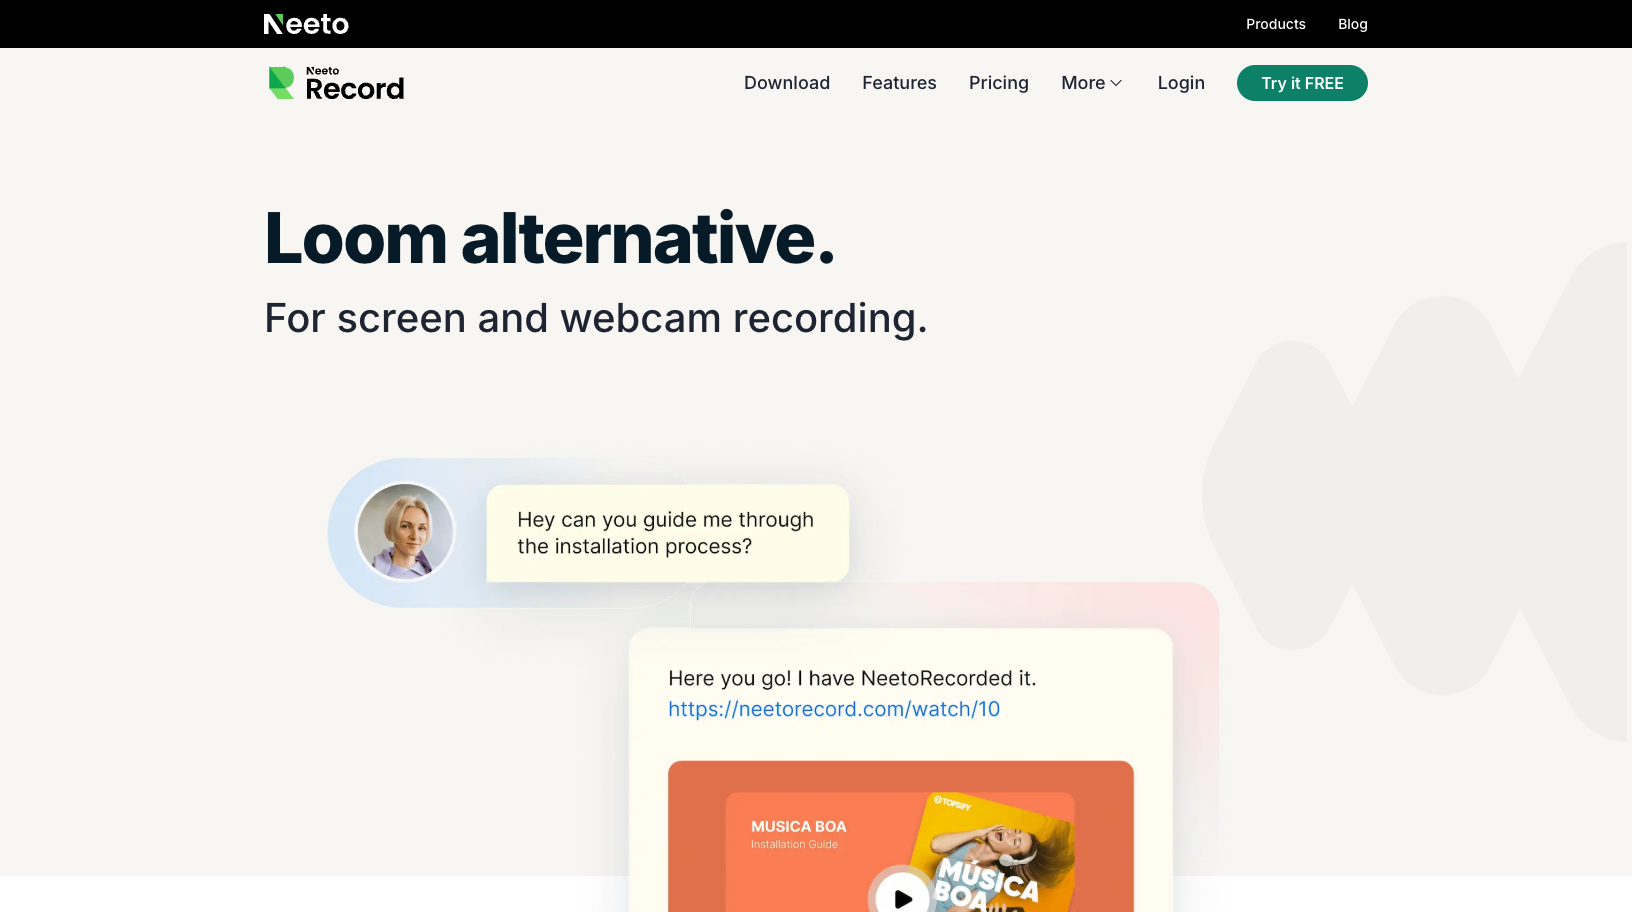 Neeto
Products
Blog
Neeto
Record
Download
Features
Pricing
More
Login
Try it FREE
Loom alternative.
For screen and webcam recording.
Hey can you guide me through
the installation process?
Here you go! I have NeetoRecorded it.
https://neetorecord.com/watch/10
MUSICA BOA
Installation Guide
TOPSIFY
MÚSICA
BOA